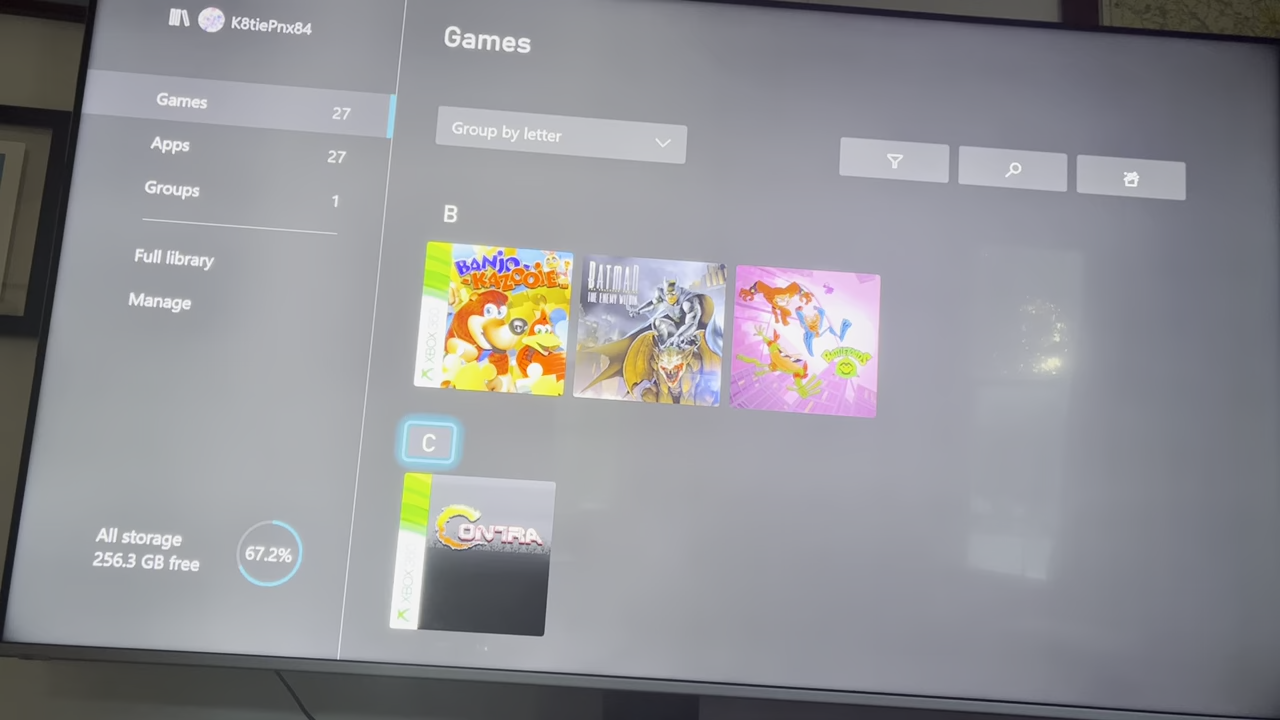 K8tiePnx84
Games
Games 27
Apps 27
Groups 1
Full library
Manage
All storage
256.3 GB free
67.2%
Group by letter
B
BANJO-
KAZOOIE
XBOX 360
BATMAN
THE ENEMY WITHIN
C
CONTRA
XBOX 360